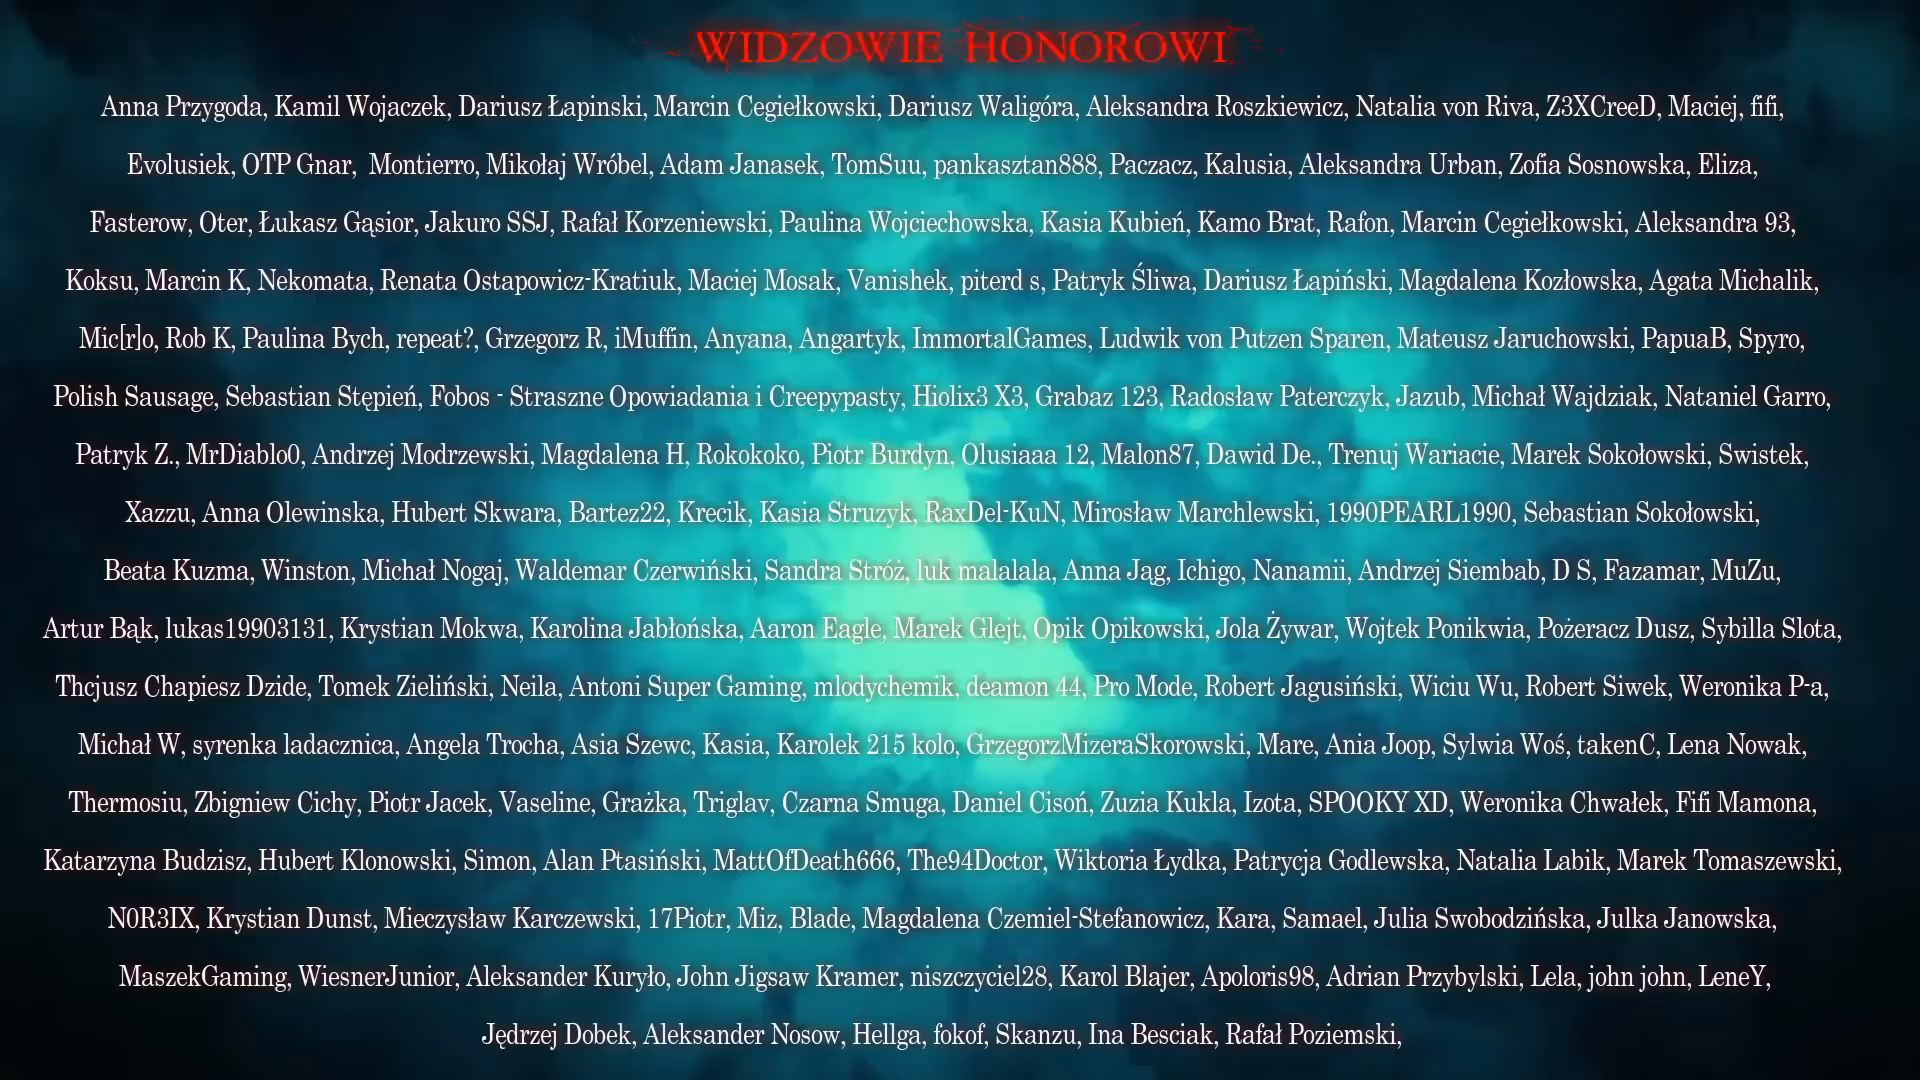 WIDZOWIE HONOROWI
Anna Przygoda, Kamil Wojaczek, Dariusz Łapinski, Marcin Cegiełkowski, Dariusz Waligóra, Aleksandra Roszkiewicz, Natalia von Riva, Z3XCreeD, Maciej, fifi,
Evolusiek, OTP Gnar, Montierro, Mikołaj Wróbel, Adam Janasek, TomSuu, pankasztan888, Paczacz, Kalusia, Aleksandra Urban, Zofia Sosnowska, Eliza,
Fasterow, Oter, Łukasz Gąsior, Jakuro SSJ, Rafał Korzeniewski, Paulina Wojciechowska, Kasia Kubień, Kamo Brat, Rafon, Marcin Cegiełkowski, Aleksandra 93,
Koksu, Marcin K, Nekomata, Renata Ostapowicz-Kratiuk, Maciej Mosak, Vanishek, piterd s, Patryk Śliwa, Dariusz Łapiński, Magdalena Kozłowska, Agata Michalik,
Mic[r]o, Rob K, Paulina Bych, repeat?, Grzegorz R, iMuffin, Anyana, Angartyk, ImmortalGames, Ludwik von Putzen Sparen, Mateusz Jaruchowski, PapuaB, Spyro,
Polish Sausage, Sebastian Stępień, Fobos - Straszne Opowiadania i Creepypasty, Hiolix3 X3, Grabaz 123, Radosław Paterczyk, Jazub, Michał Wajdziak, Nataniel Garro,
Patryk Z., MrDiablo0, Andrzej Modrzewski, Magdalena H, Rokokoko, Piotr Burdyn, Olusiaaa 12, Malon87, Dawid De., Trenuj Wariacie, Marek Sokołowski, Swistek,
Xazzu, Anna Olewinska, Hubert Skwara, Bartez22, Krecik, Kasia Struzyk, RaxDel-KuN, Mirosław Marchlewski, 1990PEARL1990, Sebastian Sokołowski,
Beata Kuzma, Winston, Michał Nogaj, Waldemar Czerwiński, Sandra Stróż, luk malalala, Anna Jąg, Ichigo, Nanamii, Andrzej Siembab, D S, Fazamar, MuZu,
Artur Bąk, lukas19903131, Krystian Mokwa, Karolina Jabłońska, Aaron Eagle, Marek Glejt, Opik Opikowski, Jola Żywar, Wojtek Ponikwia, Pożeracz Dusz, Sybilla Slota,
Thcjusz Chapiesz Dzide, Tomek Zieliński, Neila, Antoni Super Gaming, mlodychemik, deamon 44, Pro Mode, Robert Jagusiński, Wiciu Wu, Robert Siwek, Weronika P-a,
Michał W, syrenka ladacznica, Angela Trocha, Asia Szewc, Kasia, Karolek 215 kolo, GrzegorzMizeraSkorowski, Mare, Ania Joop, Sylwia Woś, takenC, Lena Nowak,
Thermosiu, Zbigniew Cichy, Piotr Jacek, Vaseline, Grażka, Triglav, Czarna Smuga, Daniel Cisoń, Zuzia Kukla, Izota, SPOOKY XD, Weronika Chwałek, Fifi Mamona,
Katarzyna Budzisz, Hubert Klonowski, Simon, Alan Ptasiński, MattOfDeath666, The94Doctor, Wiktoria Łydka, Patrycja Godlewska, Natalia Labik, Marek Tomaszewski,
N0R3IX, Krystian Dunst, Mieczysław Karczewski, 17Piotr, Miz, Blade, Magdalena Czemiel-Stefanowicz, Kara, Samael, Julia Swobodzińska, Julka Janowska,
MaszekGaming, WiesnerJunior, Aleksander Kuryło, John Jigsaw Kramer, niszczyciel28, Karol Blajer, Apoloris98, Adrian Przybylski, Lela, john john, LeneY,
Jędrzej Dobek, Aleksander Nosow, Hellga, fokof, Skanzu, Ina Besciak, Rafał Poziemski,